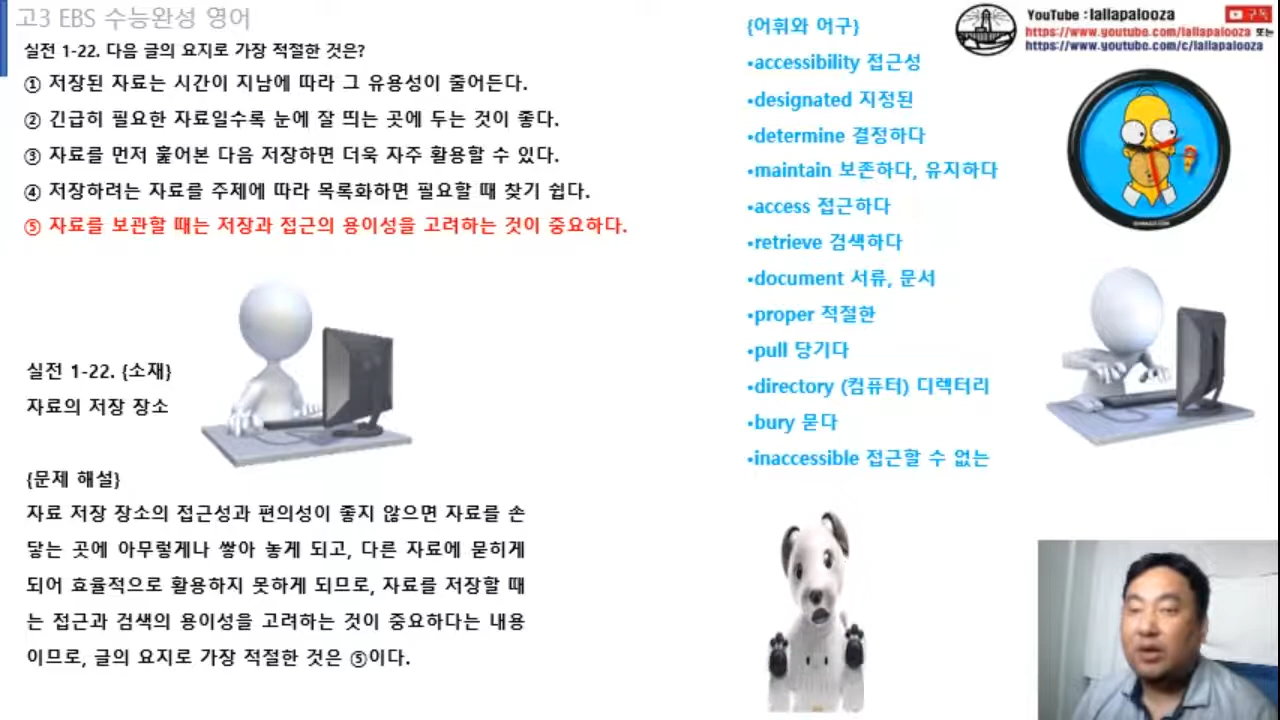 고3 EBS 수능완성 영어
실전 1-22. 다음 글의 요지로 가장 적절한 것은?
① 저장된 자료는 시간이 지남에 따라 그 유용성이 줄어든다.
② 긴급히 필요한 자료일수록 눈에 잘 띄는 곳에 두는 것이 좋다.
③ 자료를 먼저 훑어본 다음 저장하면 더욱 자주 활용할 수 있다.
④ 저장하려는 자료를 주제에 따라 목록화하면 필요할 때 찾기 쉽다.
⑤ 자료를 보관할 때는 저장과 접근의 용이성을 고려하는 것이 중요하다.
실전 1-22. {소재}
자료의 저장 장소
{문제 해설}
자료 저장 장소의 접근성과 편의성이 좋지 않으면 자료를 손
닿는 곳에 아무렇게나 쌓아 놓게 되고, 다른 자료에 묻히게
되어 효율적으로 활용하지 못하게 되므로, 자료를 저장할 때
는 접근과 검색의 용이성을 고려하는 것이 중요하다는 내용
이므로, 글의 요지로 가장 적절한 것은 ⑤이다.
{어휘와 어구}
•accessibility 접근성
•designated 지정된
•determine 결정하다
•maintain 보존하다, 유지하다
•access 접근하다
•retrieve 검색하다
•document 서류, 문서
•proper 적절한
•pull 당기다
•directory (컴퓨터) 디렉터리
•bury 묻다
•inaccessible 접근할 수 없는
YouTube : lallapalooza
구독
https://www.youtube.com/lallapalooza 또는
https://www.youtube.com/c/lallapalooza